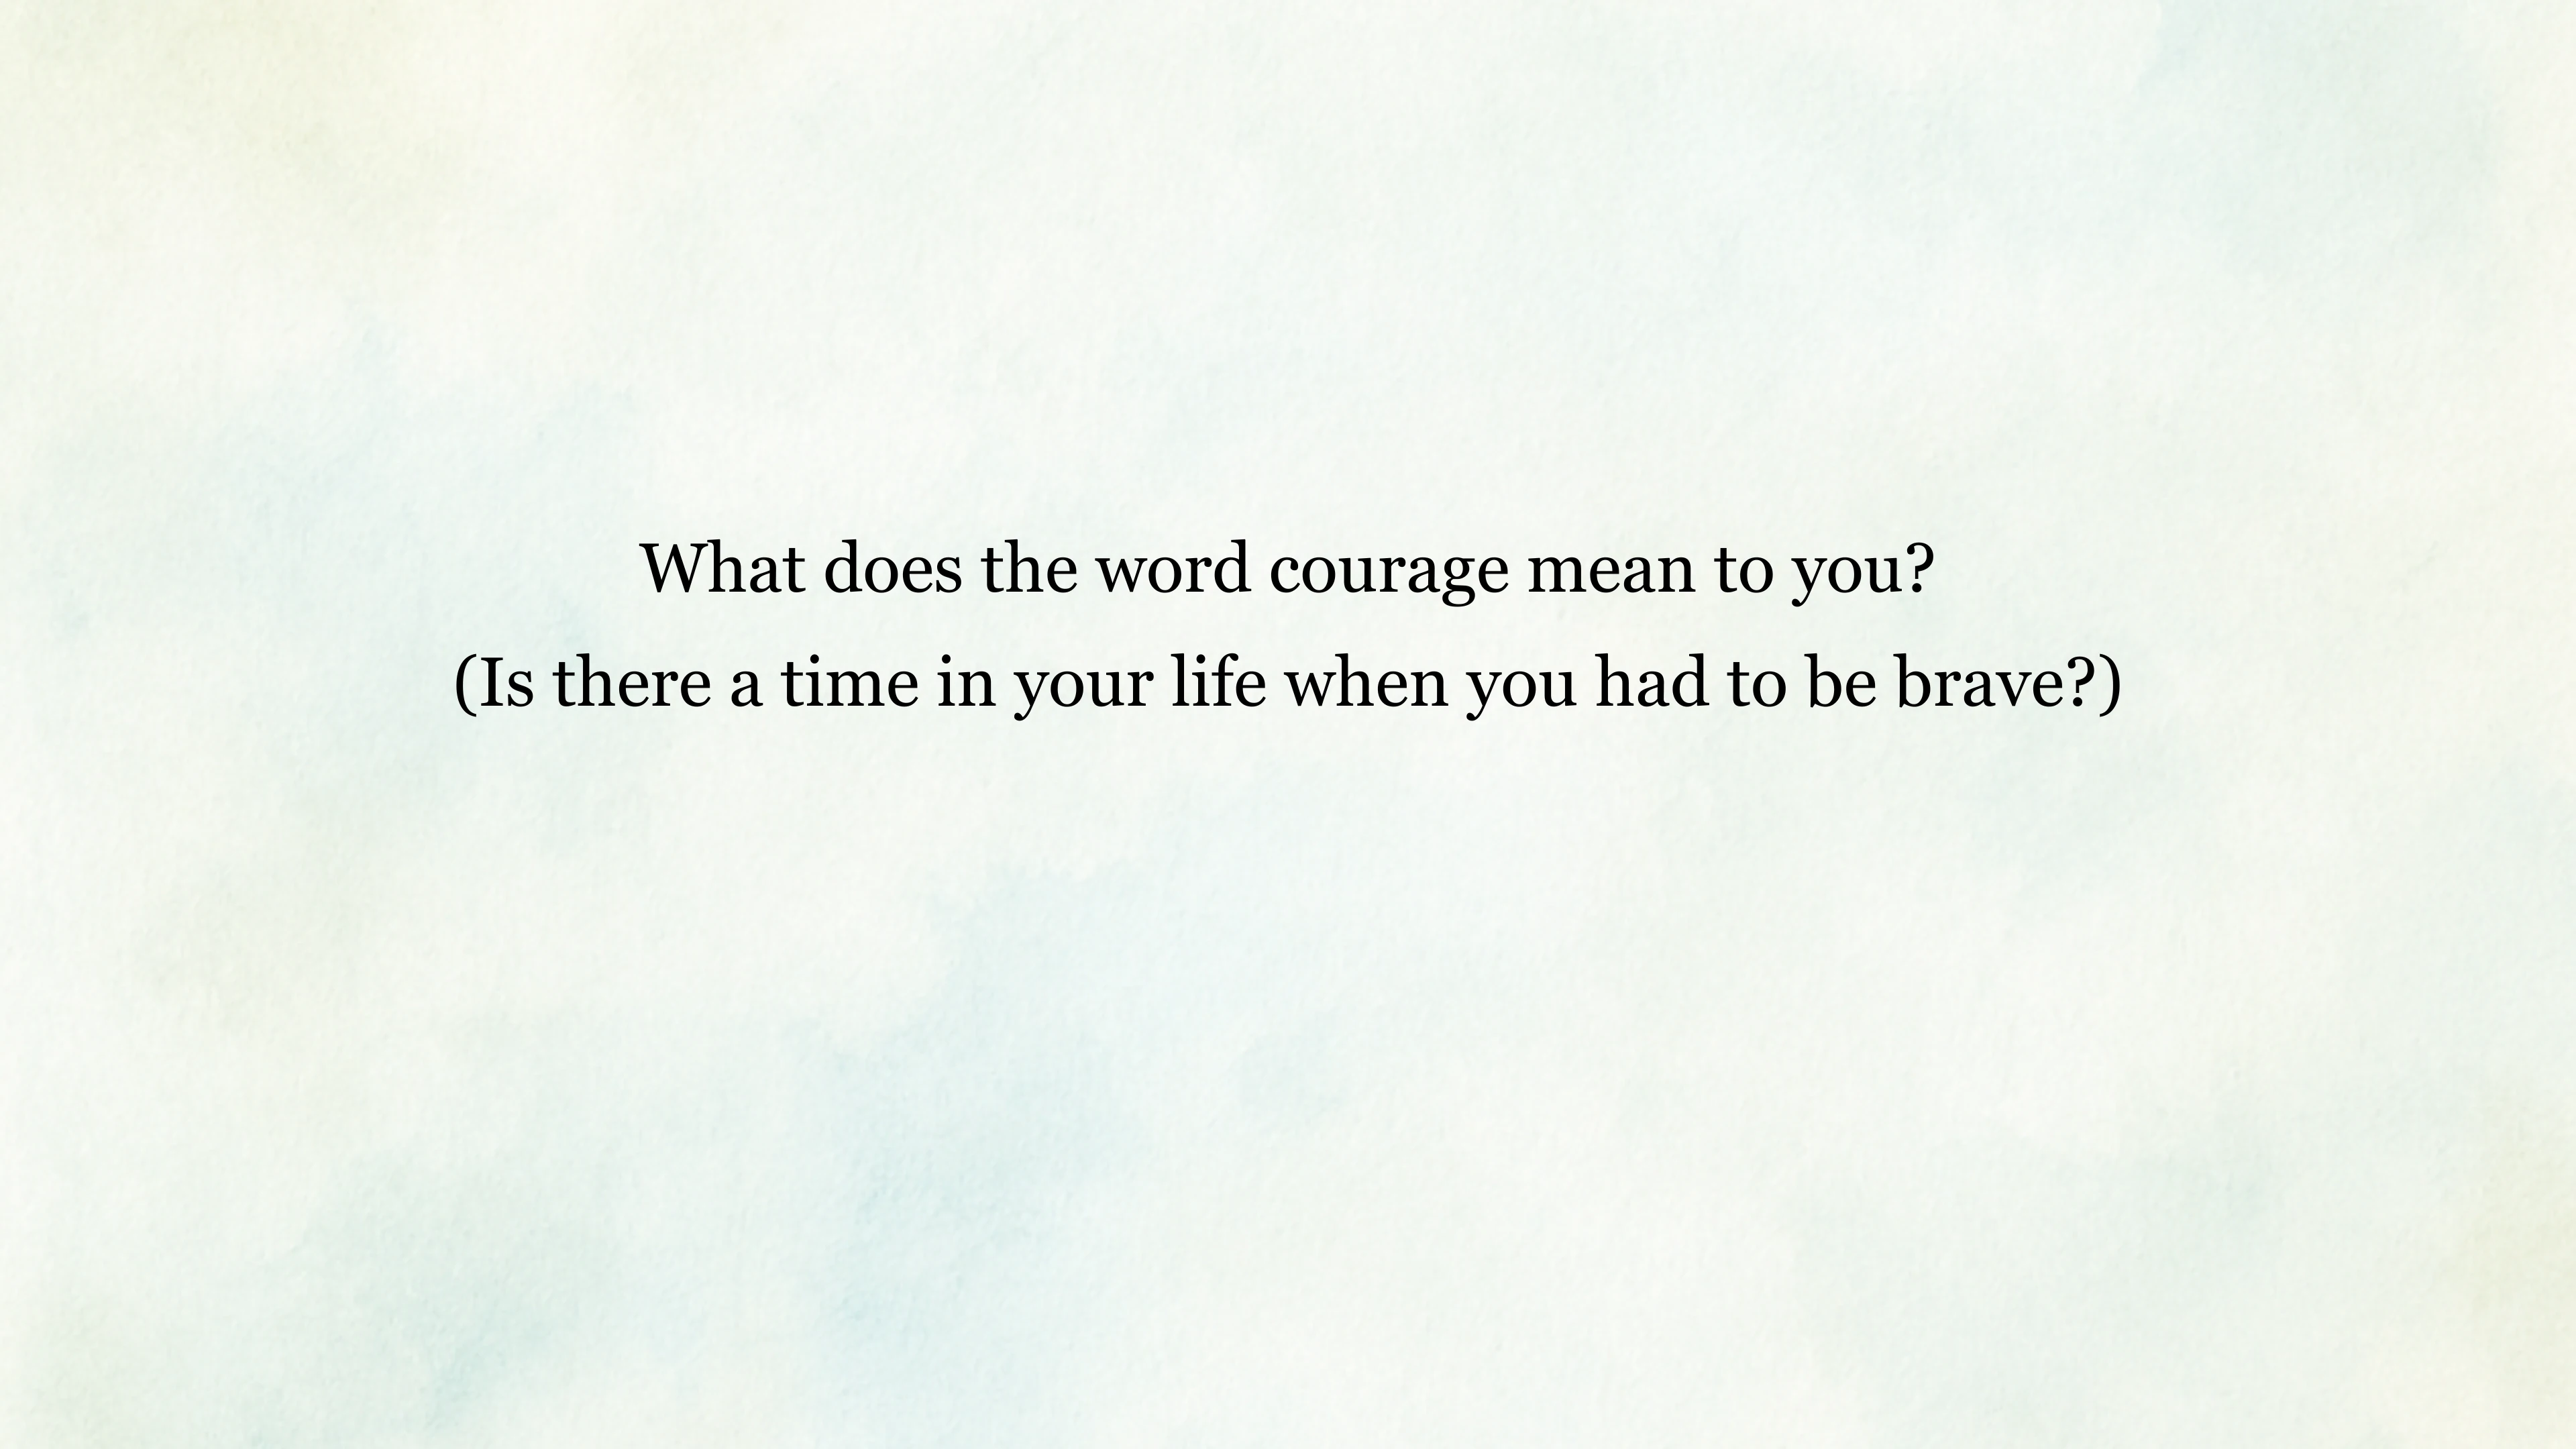 What does the word courage mean to you?
(Is there a time in your life when you had to be brave?)